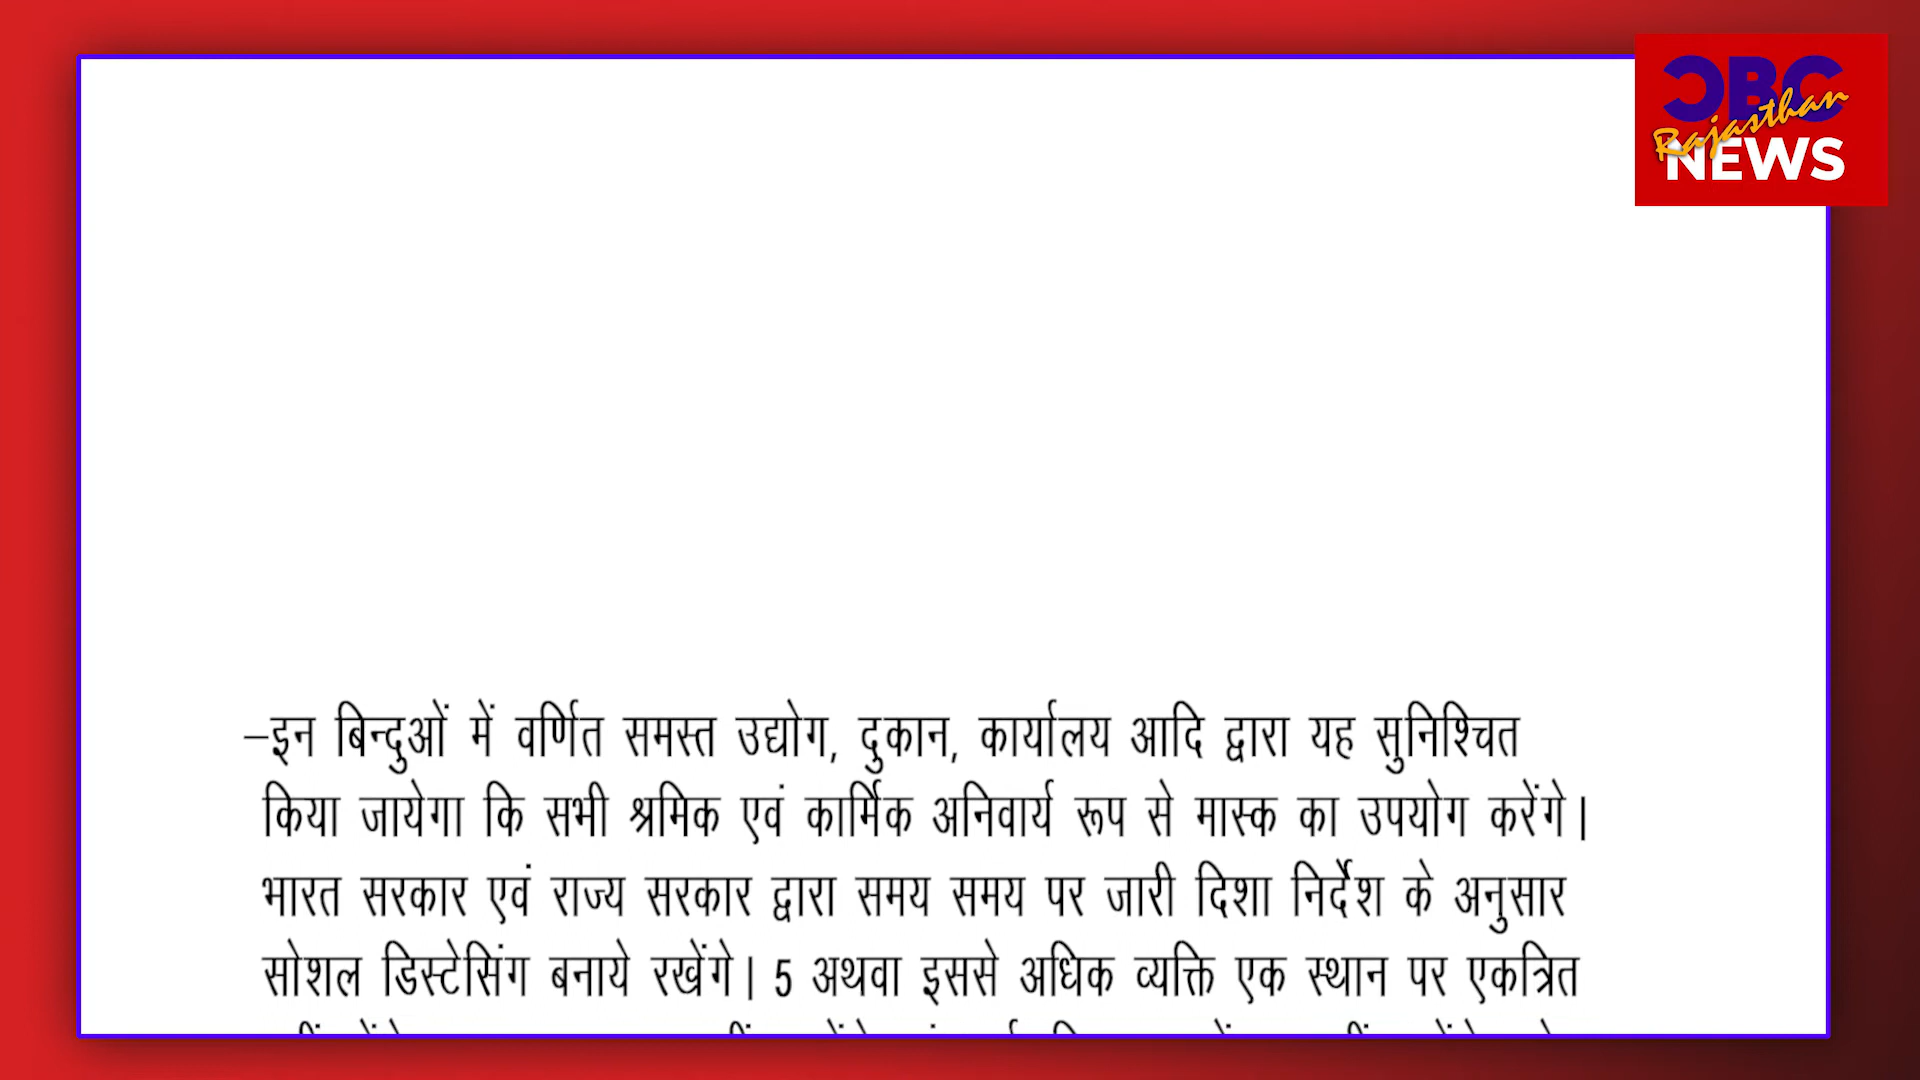 CBC
Rajasthan
NEWS
–इन बिन्दुओं में वर्णित समस्त उद्योग, दुकान, कार्यालय आदि द्वारा यह सुनिश्चित
किया जायेगा कि सभी श्रमिक एवं कार्मिक अनिवार्य रूप से मास्क का उपयोग करेंगे।
भारत सरकार एवं राज्य सरकार द्वारा समय समय पर जारी दिशा निर्देश के अनुसार
सोशल डिस्टेसिंग बनाये रखेंगे। 5 अथवा इससे अधिक व्यक्ति एक स्थान पर एकत्रित